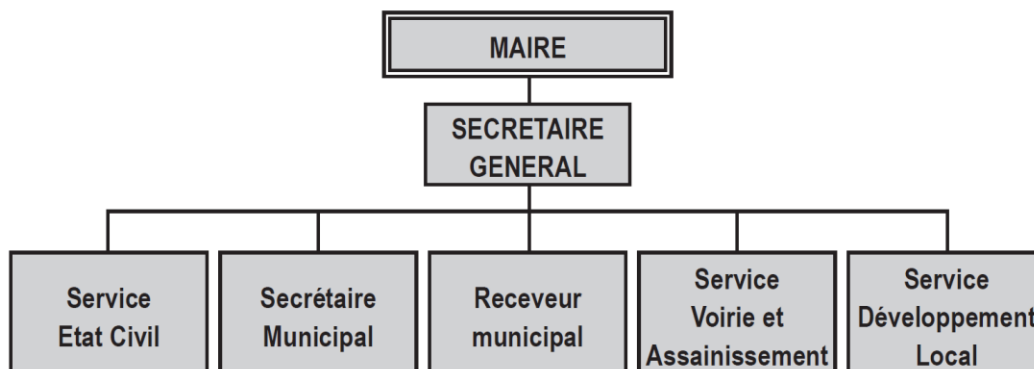 MAIRE
SECRETAIRE
GENERAL
Service
Etat Civil
Secrétaire
Municipal
Receveur
municipal
Service
Voirie et
Assainissement
Service
Développement
Local